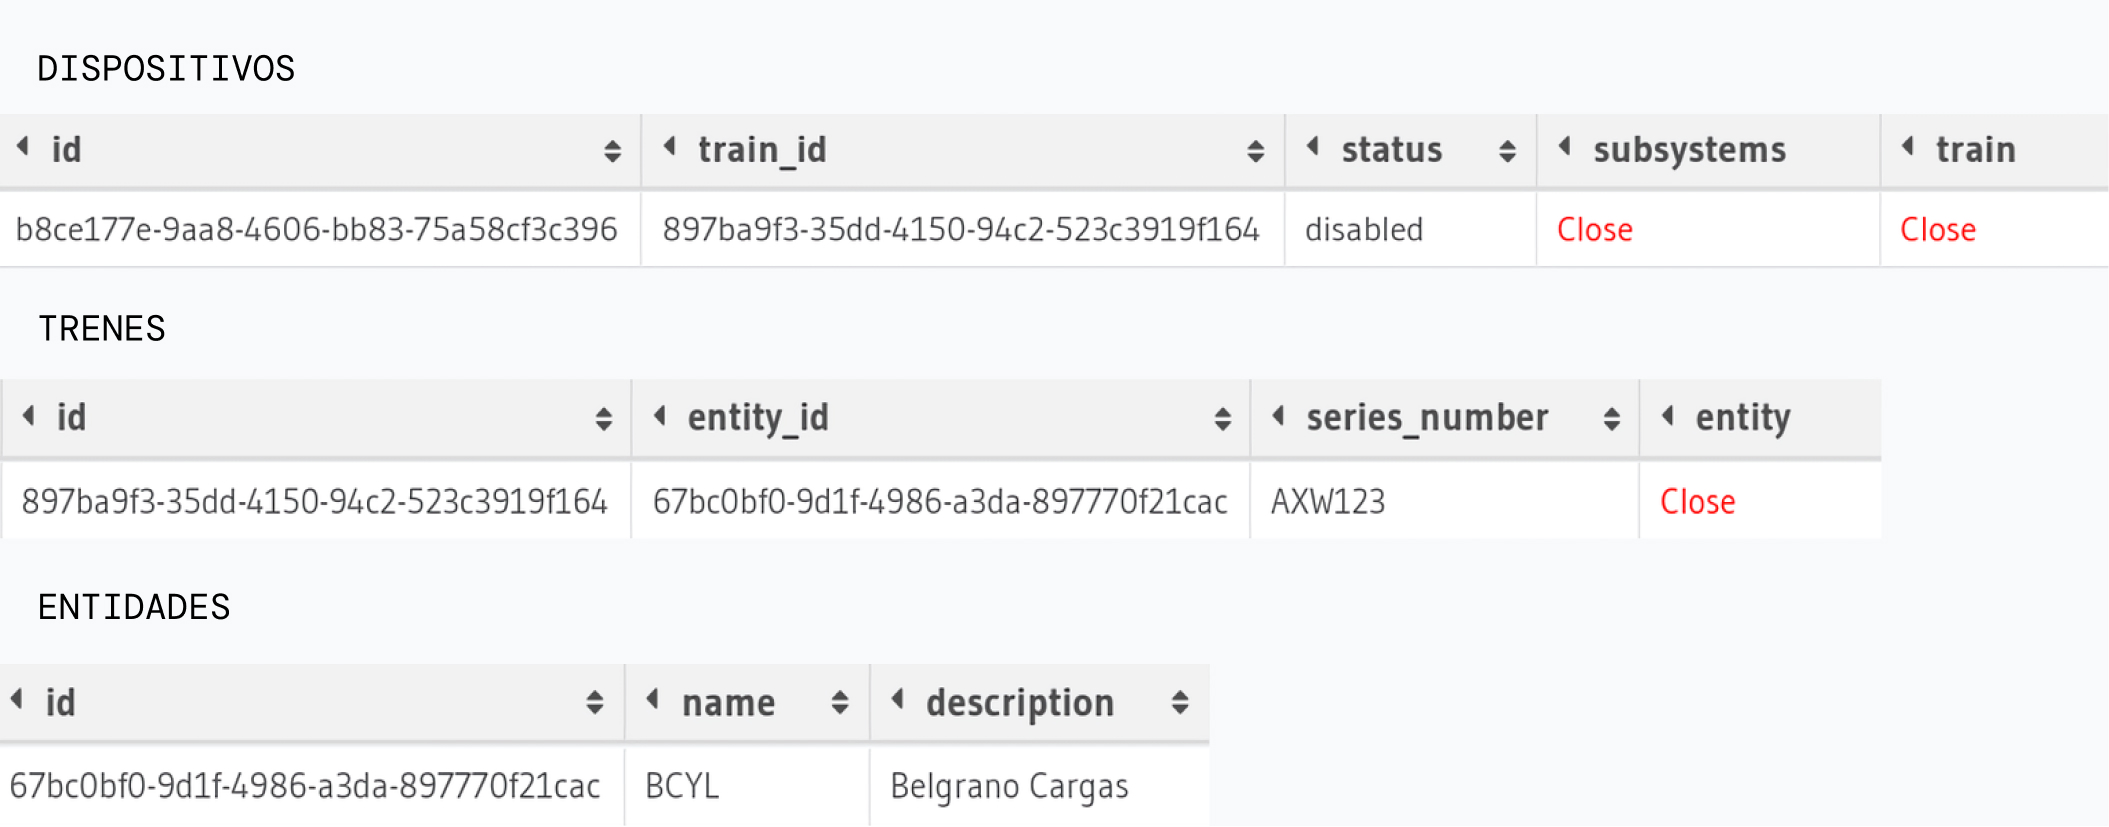 DISPOSITIVOS
id train_id status subsystems train
b8ce177e-9aa8-4606-bb83-75a58cf3c396 897ba9f3-35dd-4150-94c2-523c3919f164 disabled Close Close
TRENES
id entity_id series_number entity
897ba9f3-35dd-4150-94c2-523c3919f164 67bc0bf0-9d1f-4986-a3da-897770f21cac AXW123 Close
ENTIDADES
id name description
67bc0bf0-9d1f-4986-a3da-897770f21cac BCYL Belgrano Cargas